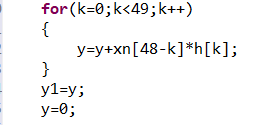 for(k=0;k<49;k++)
{
y=y+xn[48-k]*h[k];
}
y1=y;
y=0;